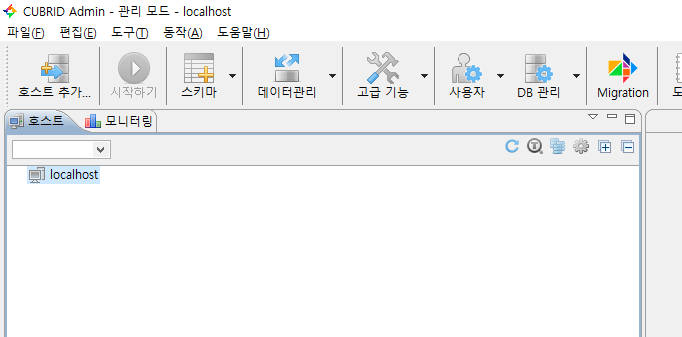 CUBRID Admin - 관리 모드 - localhost
파일(F) 편집(E) 도구(T) 동작(A) 도움말(H)
호스트 추가... 시작하기 스키마 데이터관리 고급 기능 사용자 DB 관리 Migration
호스트 모니터링
localhost